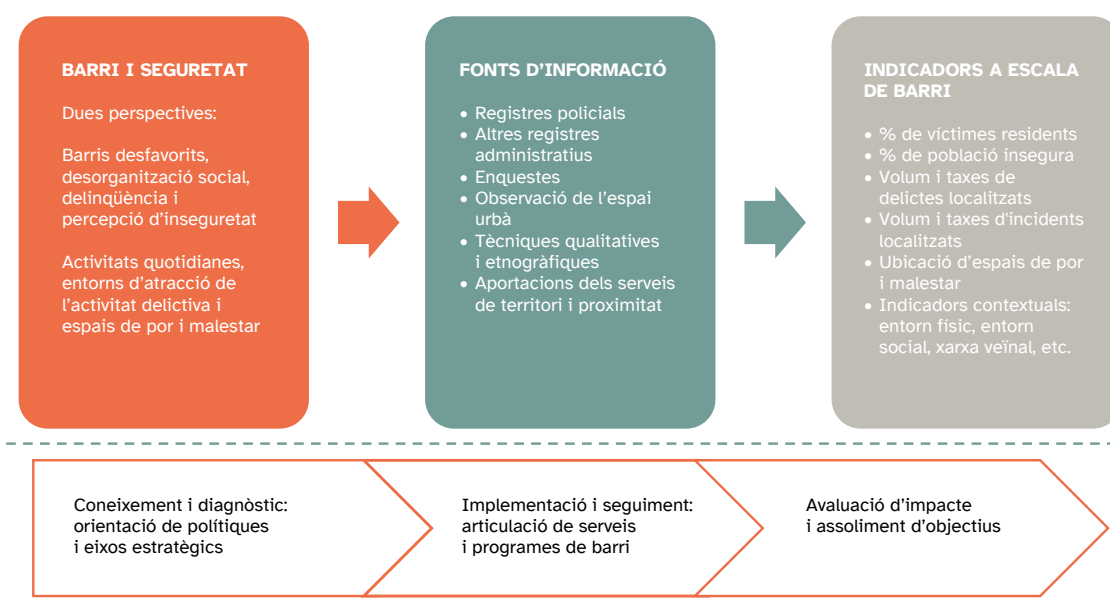 BARRI I SEGURETAT
Dues perspectives:
Barris desfavorits,
desorganització social,
delinqüència i
percepció d’inseguretat
Activitats quotidianes,
entorns d’atracció de
l’activitat delictiva i
espais de por i malestar
FONTS D’INFORMACIÓ
• Registres policials
• Altres registres
administratius
• Enquestes
• Observació de l’espai
urbà
• Tècniques qualitatives
i etnogràfiques
• Aportacions dels serveis
de territori i proximitat
INDICADORS A ESCALA
DE BARRI
• % de víctimes residents
• % de població insegura
• Volum i taxes de
delictes localitzats
• Volum i taxes d'incidents
localitzats
• Ubicació d’espais de por
i malestar
• Indicadors contextuals:
entorn físic, entorn
social, xarxa veïnal, etc.
Coneixement i diagnòstic:
orientació de polítiques
i eixos estratègics
Implementació i seguiment:
articulació de serveis
i programes de barri
Avaluació d’impacte
i assoliment d’objectius